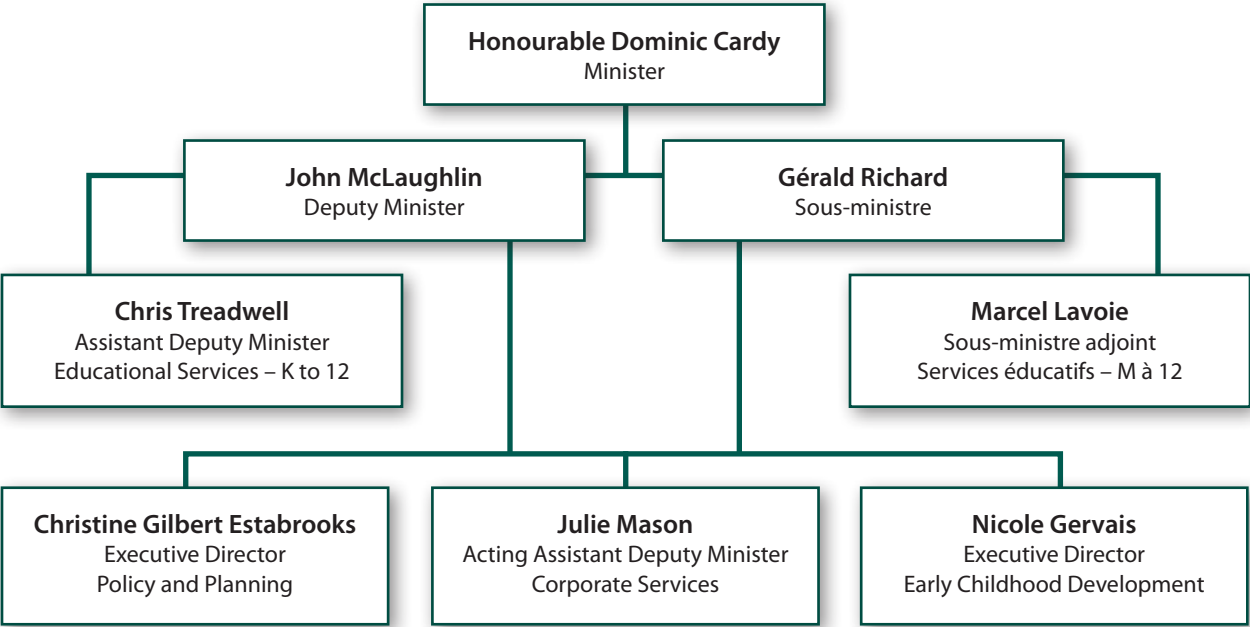 Honourable Dominic Cardy
Minister
John McLaughlin
Deputy Minister
Gérald Richard
Sous-ministre
Chris Treadwell
Assistant Deputy Minister
Educational Services – K to 12
Marcel Lavoie
Sous-ministre adjoint
Services éducatifs – M à 12
Christine Gilbert Estabrooks
Executive Director
Policy and Planning
Julie Mason
Acting Assistant Deputy Minister
Corporate Services
Nicole Gervais
Executive Director
Early Childhood Development